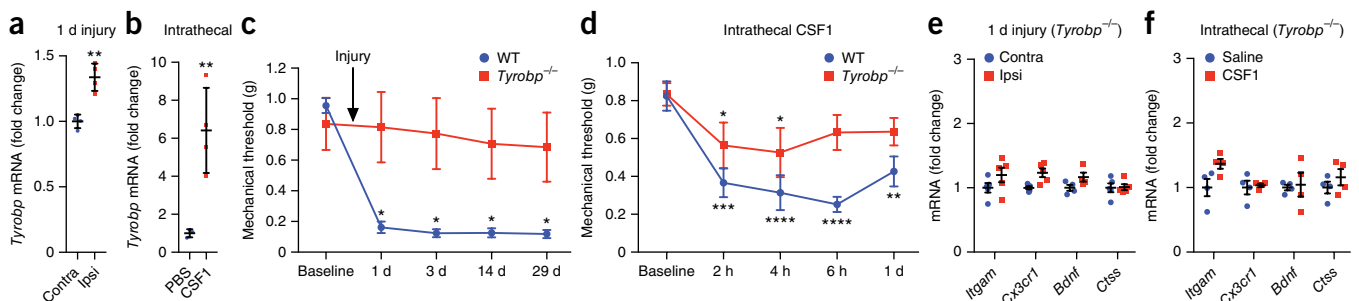 a
1 d injury
**
Tyrobp mRNA (fold change)
1.5
1.0
0.5
0
Contra
Ipsi
b
Intrathecal
**
Tyrobp mRNA (fold change)
10
8
6
4
2
0
PBS
CSF1
c
Injury
WT
Tyrobp–/–
Mechanical threshold (g)
1.2
1.0
0.8
0.6
0.4
0.2
0
* * * *
Baseline 1 d 3 d 14 d 29 d
d
Intrathecal CSF1
WT
Tyrobp–/–
Mechanical threshold (g)
1.0
0.8
0.6
0.4
0.2
0
* *
*** **** **** **
Baseline 2 h 4 h 6 h 1 d
e
1 d injury (Tyrobp–/–)
Contra
Ipsi
mRNA (fold change)
3
2
1
0
Itgam Cx3cr1 Bdnf Ctss
f
Intrathecal (Tyrobp–/–)
Saline
CSF1
mRNA (fold change)
3
2
1
0
Itgam Cx3cr1 Bdnf Ctss